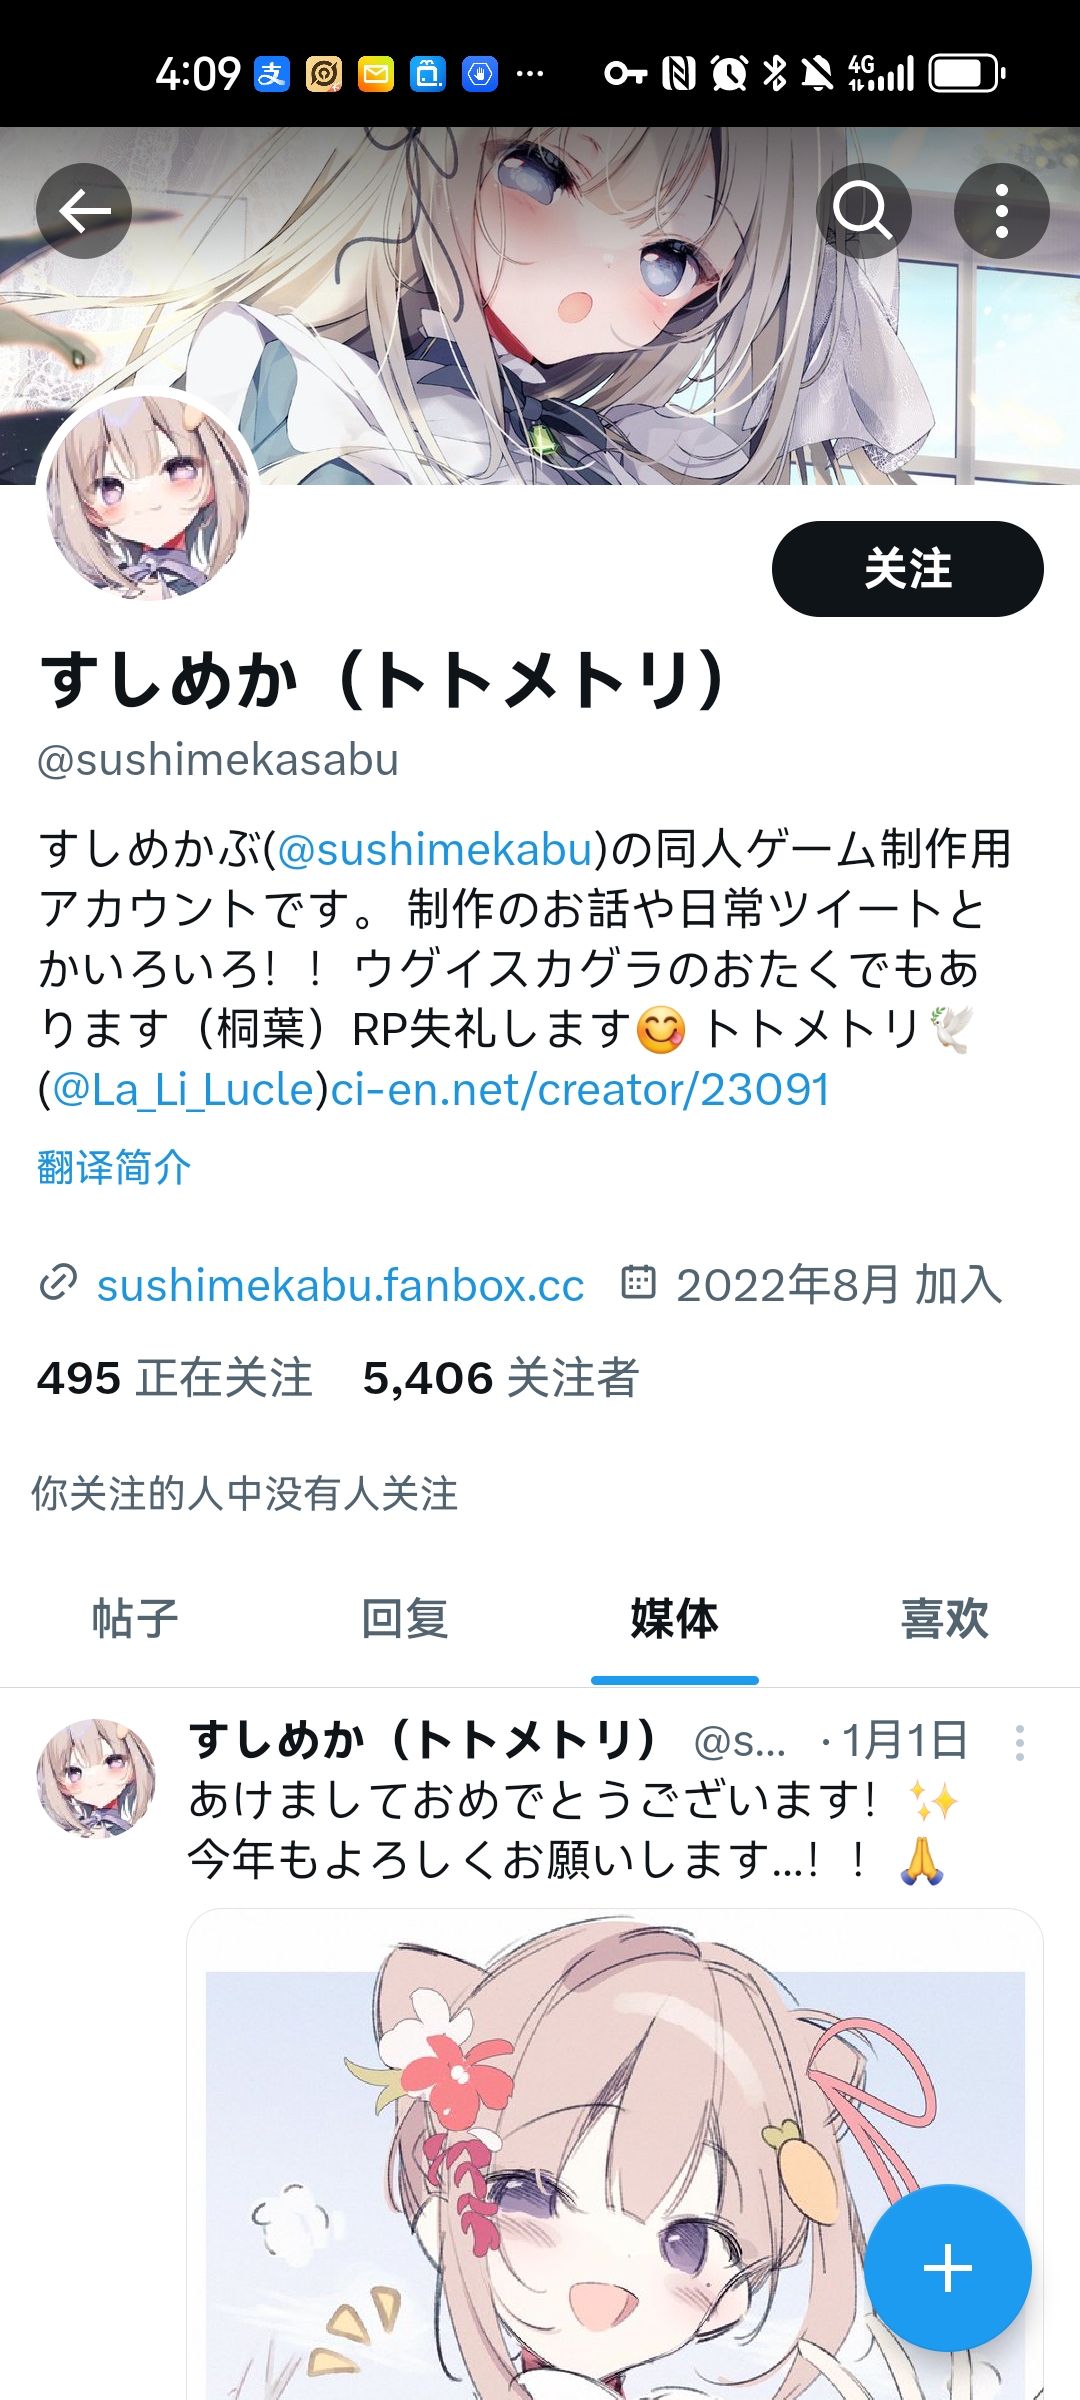 4:09 支 4G
关注
すしめか（トトメトリ）
@sushimekasabu
すしめかぶ(@sushimekabu)の同人ゲーム制作用
アカウントです。 制作のお話や日常ツイートと
かいろいろ！！ ウグイスカグラのおたくでもあ
ります（桐葉）RP失礼します😋 トトメトリ🕊️
(@La_Li_Lucle)ci-en.net/creator/23091
翻译简介
sushimekabu.fanbox.cc 2022年8月 加入
495 正在关注 5,406 关注者
你关注的人中没有人关注
帖子 回复 媒体 喜欢
すしめか（トトメトリ） @s... · 1月1日
あけましておめでとうございます！✨
今年もよろしくお願いします...！！🙏